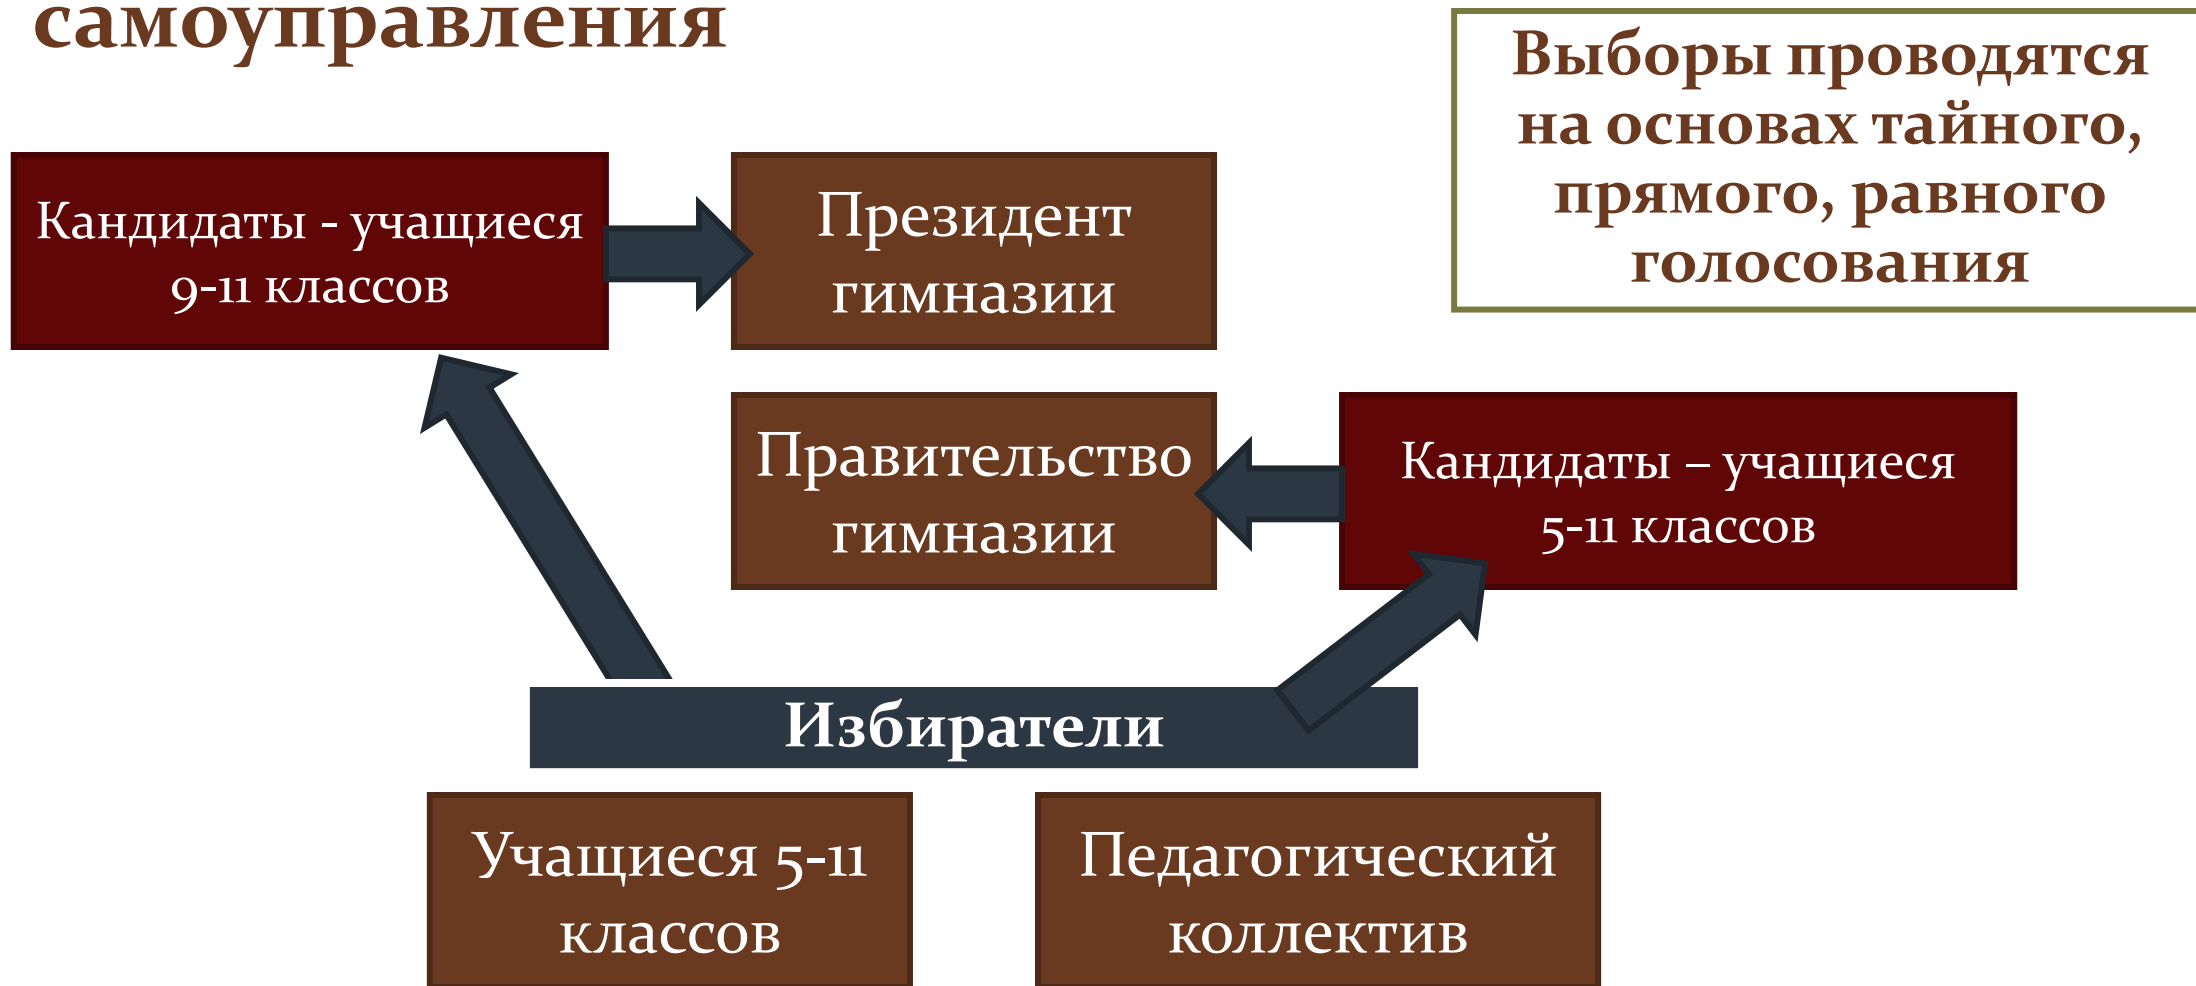 самоуправления
Выборы проводятся
на основах тайного,
прямого, равного
голосования
Кандидаты - учащиеся
9-11 классов
Президент
гимназии
Правительство
гимназии
Кандидаты – учащиеся
5-11 классов
Избиратели
Учащиеся 5-11
классов
Педагогический
коллектив